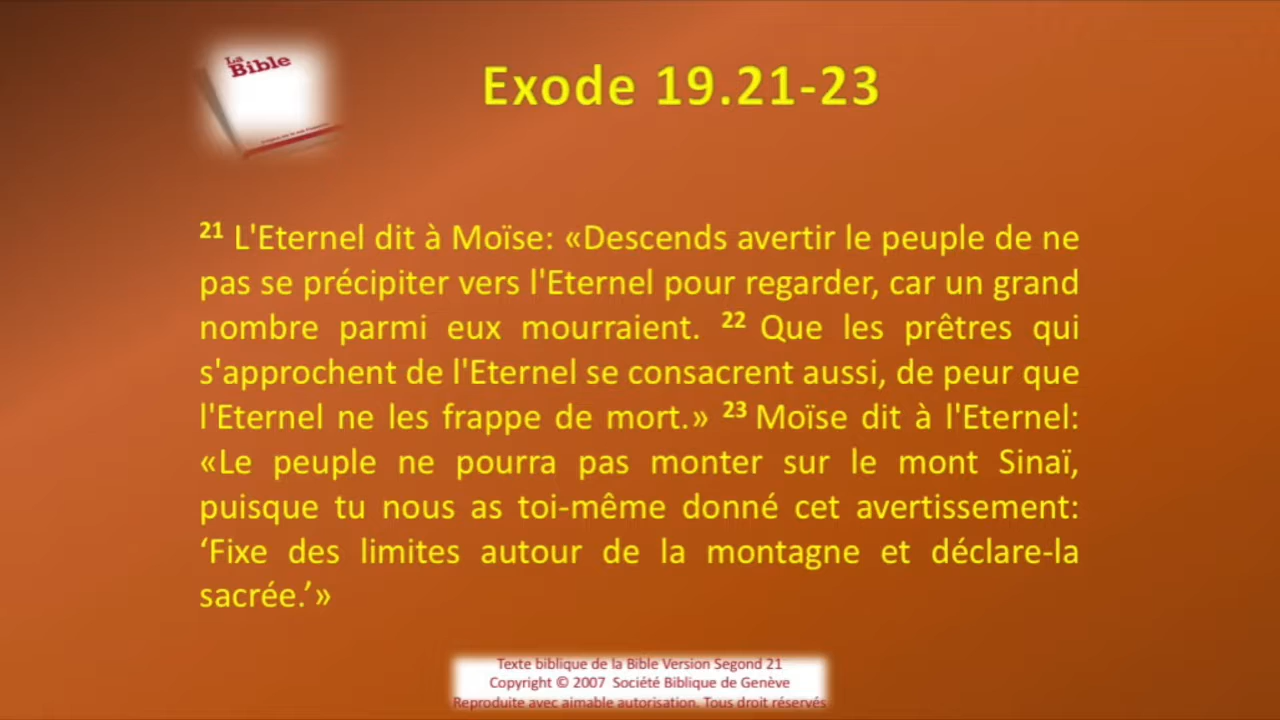 La
Bible
Exode 19.21-23
21 L'Eternel dit à Moïse: «Descends avertir le peuple de ne
pas se précipiter vers l'Eternel pour regarder, car un grand
nombre parmi eux mourraient. 22 Que les prêtres qui
s'approchent de l'Eternel se consacrent aussi, de peur que
l'Eternel ne les frappe de mort.» 23 Moïse dit à l'Eternel:
«Le peuple ne pourra pas monter sur le mont Sinaï,
puisque tu nous as toi-même donné cet avertissement:
‘Fixe des limites autour de la montagne et déclare-la
sacrée.’»
Texte biblique de la Bible Version Segond 21
Copyright © 2007 Société Biblique de Genève
Reproduite avec aimable autorisation. Tous droit réservés